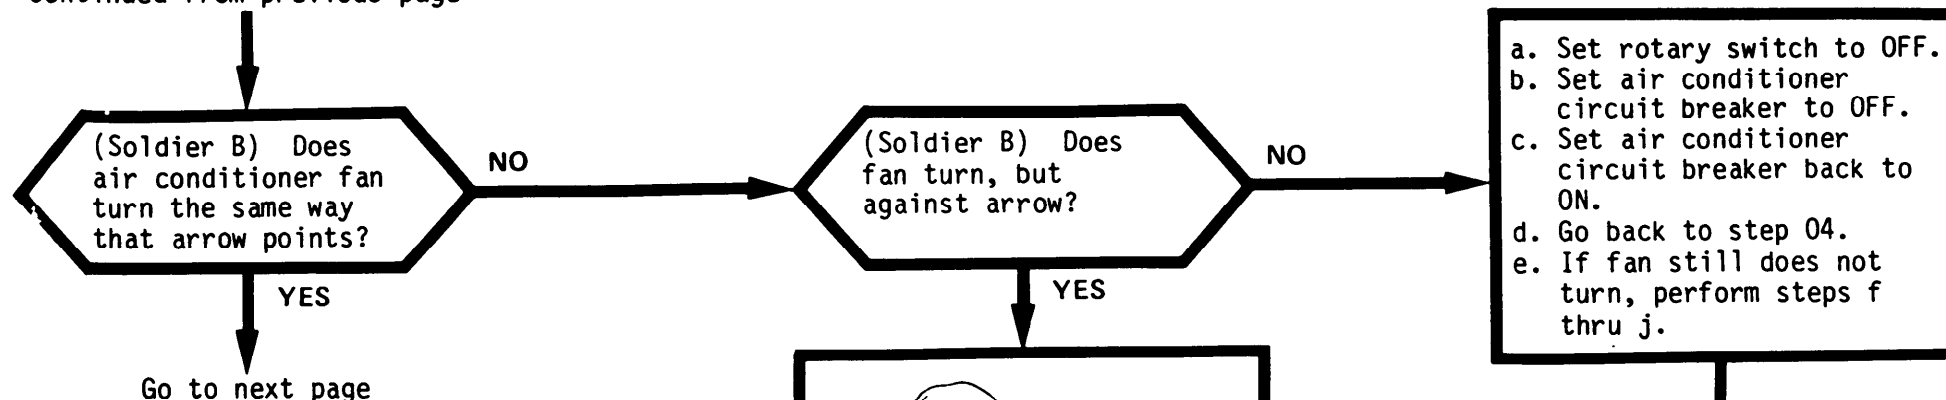 continued from previous page
(Soldier B) Does
air conditioner fan
turn the same way
that arrow points?
NO
YES
Go to next page
(Soldier B) Does
fan turn, but
against arrow?
NO
YES
a. Set rotary switch to OFF.
b. Set air conditioner
circuit breaker to OFF.
c. Set air conditioner
circuit breaker back to
ON.
d. Go back to step 04.
e. If fan still does not
turn, perform steps f
thru j.